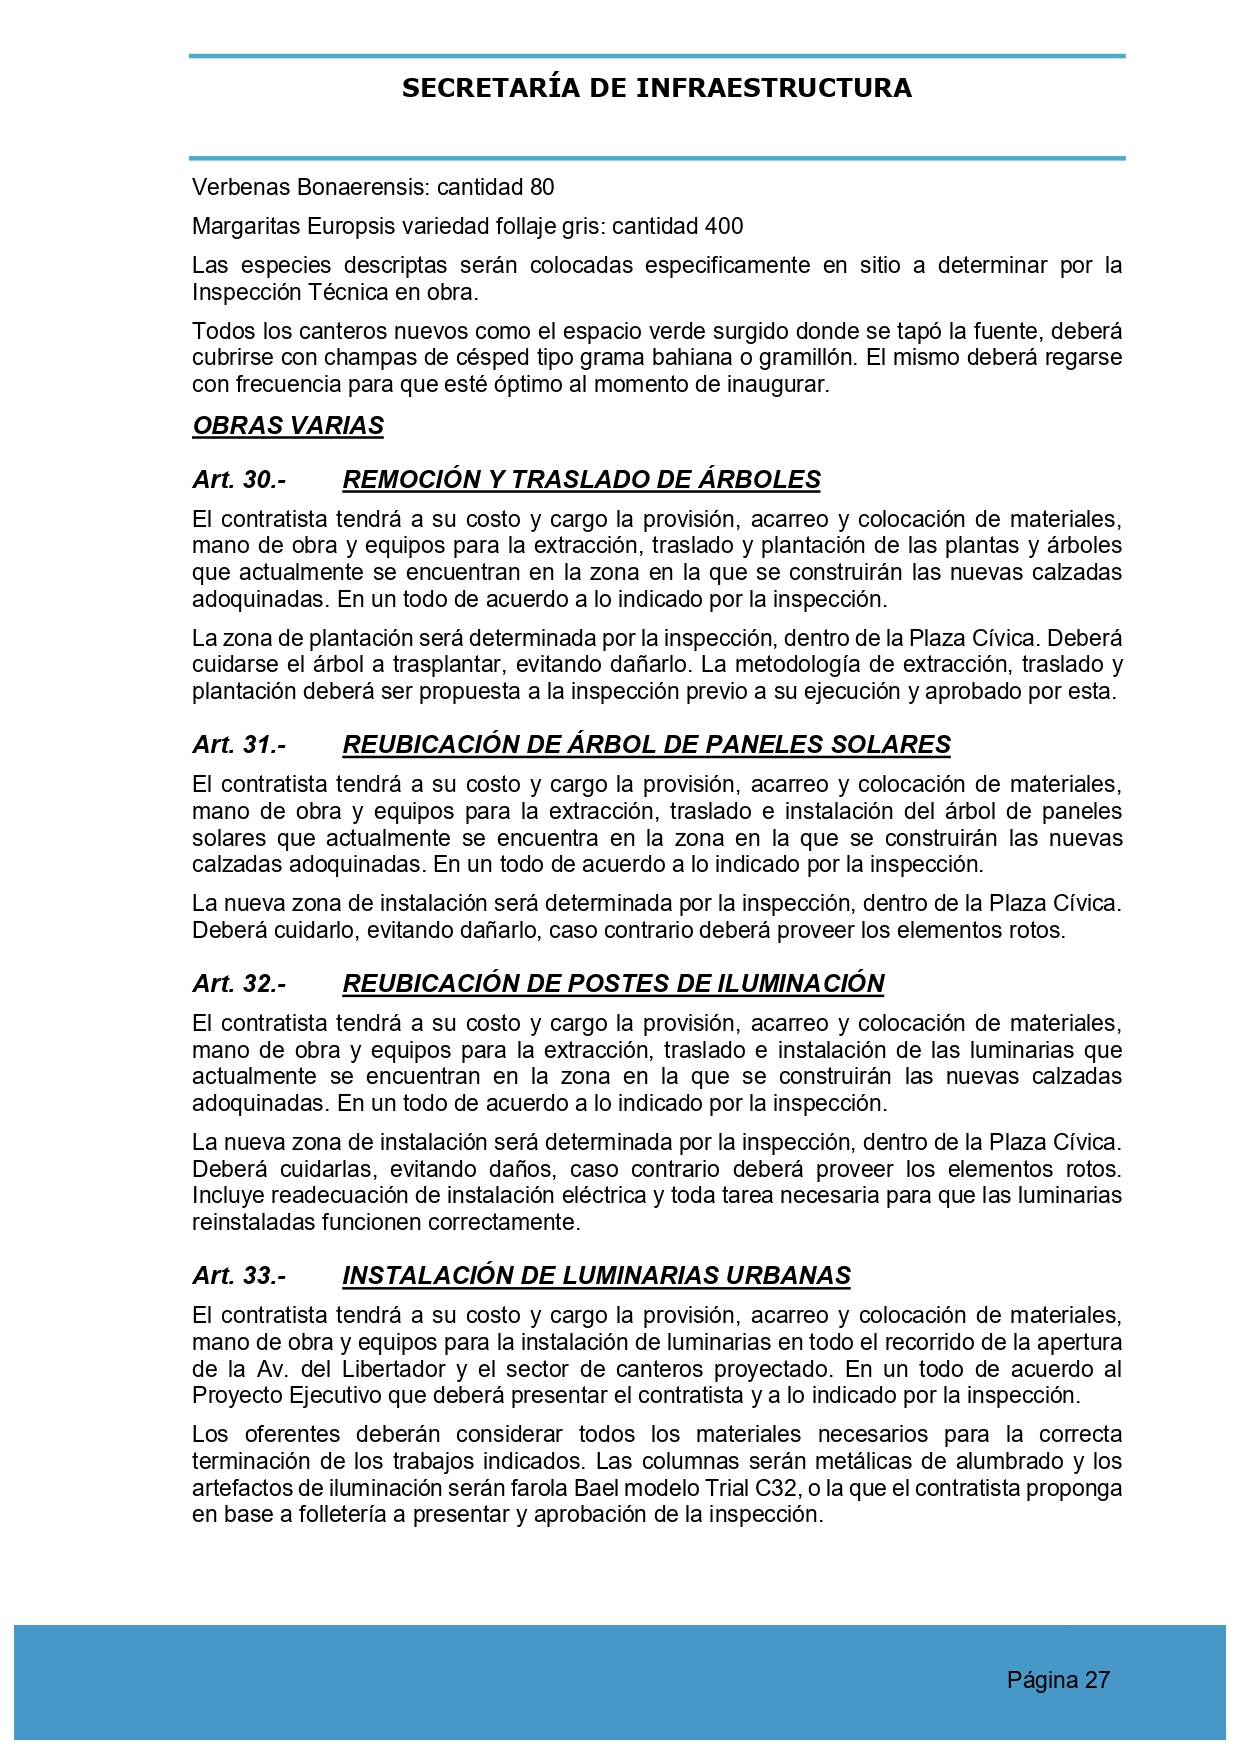 SECRETARÍA DE INFRAESTRUCTURA
Verbenas Bonaerensis: cantidad 80
Margaritas Europsis variedad follaje gris: cantidad 400
Las especies descriptas serán colocadas especificamente en sitio a determinar por la
Inspección Técnica en obra.
Todos los canteros nuevos como el espacio verde surgido donde se tapó la fuente, deberá
cubrirse con champas de césped tipo grama bahiana o gramillón. El mismo deberá regarse
con frecuencia para que esté óptimo al momento de inaugurar.
OBRAS VARIAS
Art. 30.- REMOCIÓN Y TRASLADO DE ÁRBOLES
El contratista tendrá a su costo y cargo la provisión, acarreo y colocación de materiales,
mano de obra y equipos para la extracción, traslado y plantación de las plantas y árboles
que actualmente se encuentran en la zona en la que se construirán las nuevas calzadas
adoquinadas. En un todo de acuerdo a lo indicado por la inspección.
La zona de plantación será determinada por la inspección, dentro de la Plaza Cívica. Deberá
cuidarse el árbol a trasplantar, evitando dañarlo. La metodología de extracción, traslado y
plantación deberá ser propuesta a la inspección previo a su ejecución y aprobado por esta.
Art. 31.- REUBICACIÓN DE ÁRBOL DE PANELES SOLARES
El contratista tendrá a su costo y cargo la provisión, acarreo y colocación de materiales,
mano de obra y equipos para la extracción, traslado e instalación del árbol de paneles
solares que actualmente se encuentra en la zona en la que se construirán las nuevas
calzadas adoquinadas. En un todo de acuerdo a lo indicado por la inspección.
La nueva zona de instalación será determinada por la inspección, dentro de la Plaza Cívica.
Deberá cuidarlo, evitando dañarlo, caso contrario deberá proveer los elementos rotos.
Art. 32.- REUBICACIÓN DE POSTES DE ILUMINACIÓN
El contratista tendrá a su costo y cargo la provisión, acarreo y colocación de materiales,
mano de obra y equipos para la extracción, traslado e instalación de las luminarias que
actualmente se encuentran en la zona en la que se construirán las nuevas calzadas
adoquinadas. En un todo de acuerdo a lo indicado por la inspección.
La nueva zona de instalación será determinada por la inspección, dentro de la Plaza Cívica.
Deberá cuidarlas, evitando daños, caso contrario deberá proveer los elementos rotos.
Incluye readecuación de instalación eléctrica y toda tarea necesaria para que las luminarias
reinstaladas funcionen correctamente.
Art. 33.- INSTALACIÓN DE LUMINARIAS URBANAS
El contratista tendrá a su costo y cargo la provisión, acarreo y colocación de materiales,
mano de obra y equipos para la instalación de luminarias en todo el recorrido de la apertura
de la Av. del Libertador y el sector de canteros proyectado. En un todo de acuerdo al
Proyecto Ejecutivo que deberá presentar el contratista y a lo indicado por la inspección.
Los oferentes deberán considerar todos los materiales necesarios para la correcta
terminación de los trabajos indicados. Las columnas serán metálicas de alumbrado y los
artefactos de iluminación serán farola Bael modelo Trial C32, o la que el contratista proponga
en base a folletería a presentar y aprobación de la inspección.
Página 27